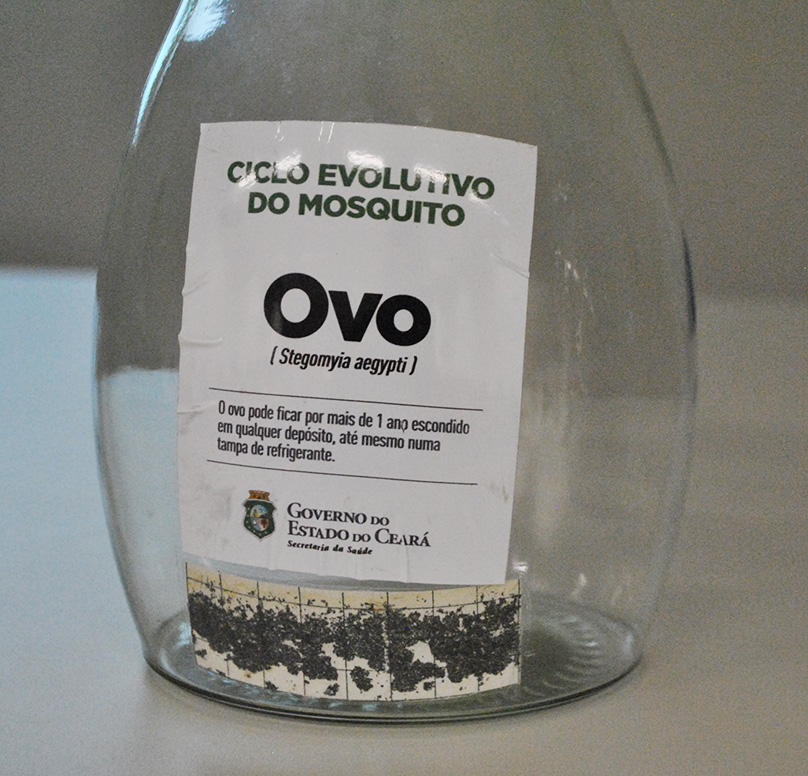 CICLO EVOLUTIVO
DO MOSQUITO
Ovo
( Stegomyia aegypti )
O ovo pode ficar por mais de 1 ano escondido
em qualquer depósito, até mesmo numa
tampa de refrigerante.
GOVERNO DO
ESTADO DO CEARÁ
Secretaria da Saúde